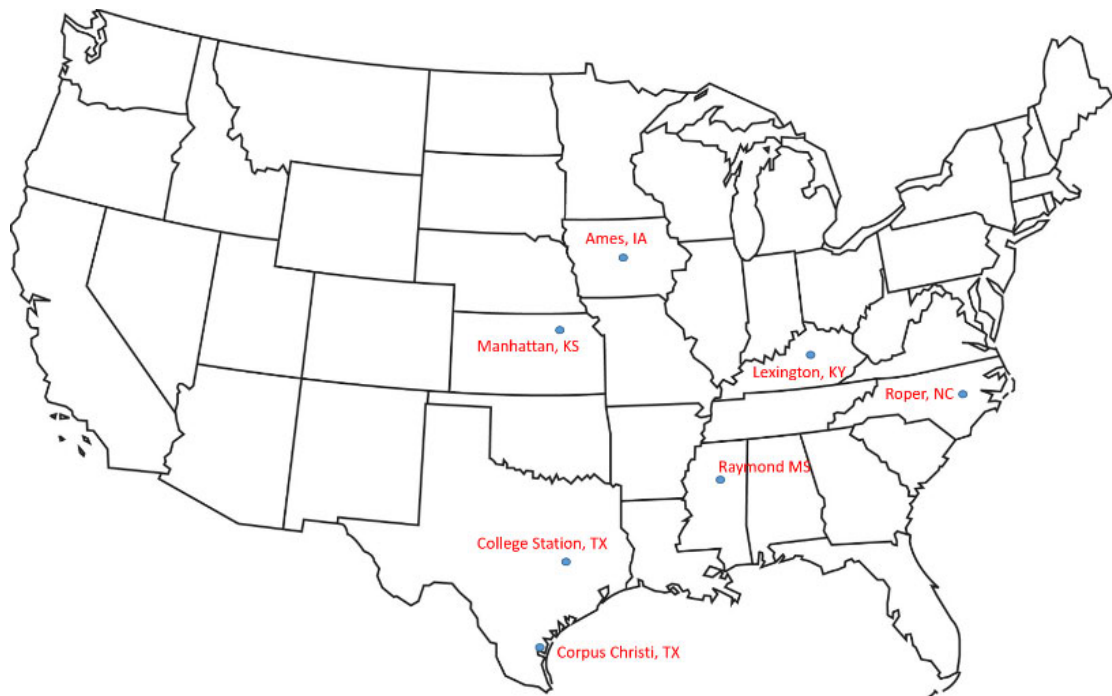 Ames, IA
Manhattan, KS
Lexington, KY
Roper, NC
Raymond MS
College Station, TX
Corpus Christi, TX